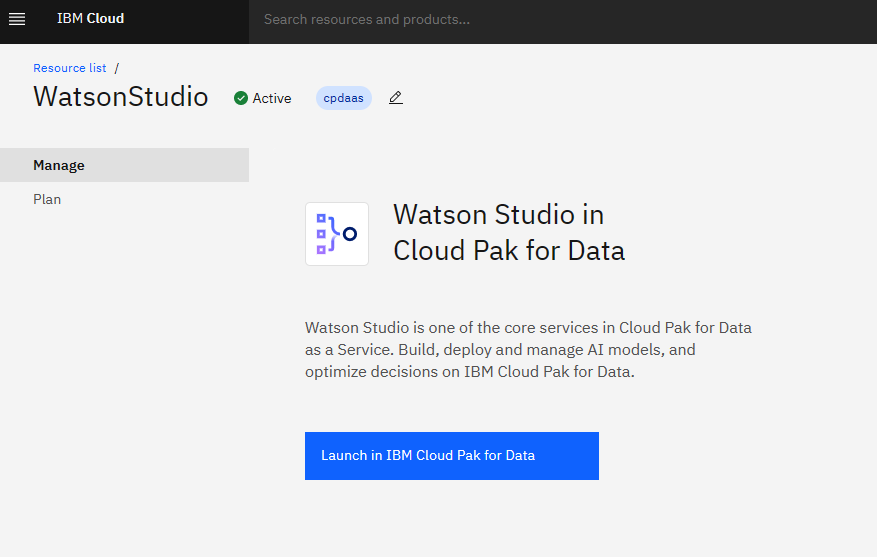 IBM Cloud
Search resources and products...
Resource list /
WatsonStudio
Active
cpdaas
Manage
Plan
Watson Studio in
Cloud Pak for Data
Watson Studio is one of the core services in Cloud Pak for Data
as a Service. Build, deploy and manage AI models, and
optimize decisions on IBM Cloud Pak for Data.
Launch in IBM Cloud Pak for Data